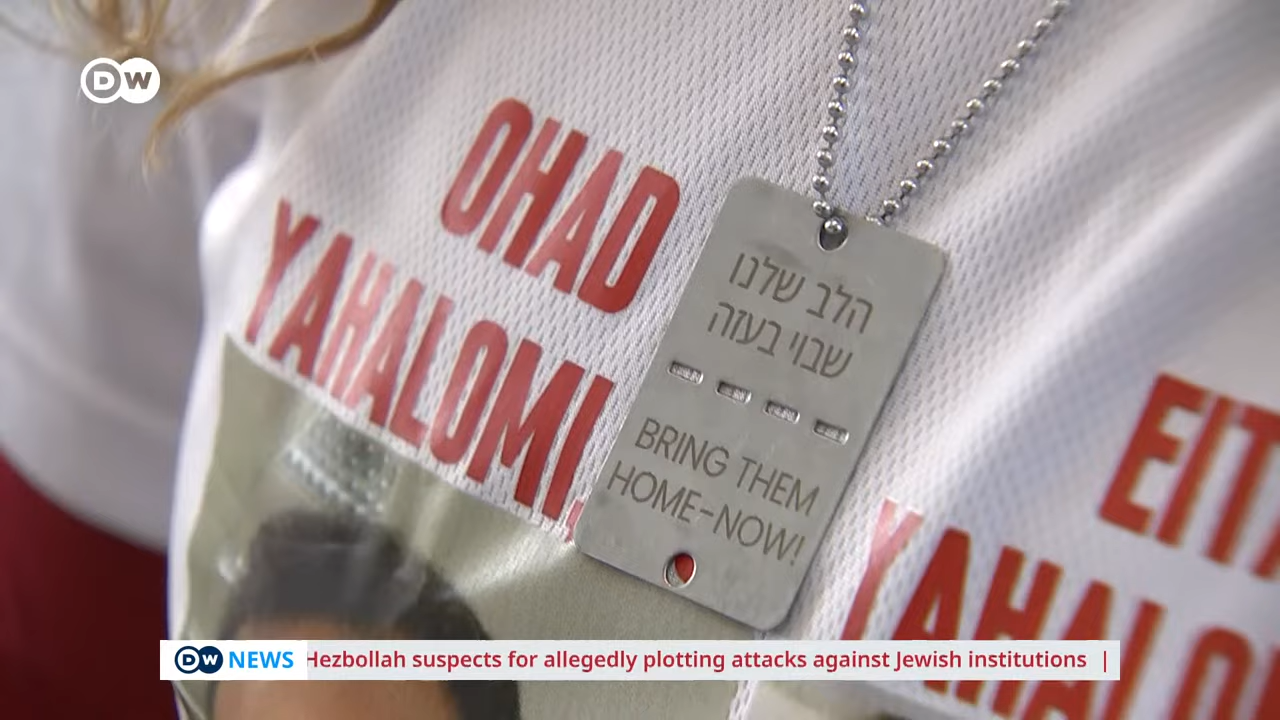 DW
OHAD
YAHALOMI,
הלב שלנו
שבוי בעזה
BRING THEM
HOME-NOW!
YAHALO
DW NEWS Hezbollah suspects for allegedly plotting attacks against Jewish institutions |